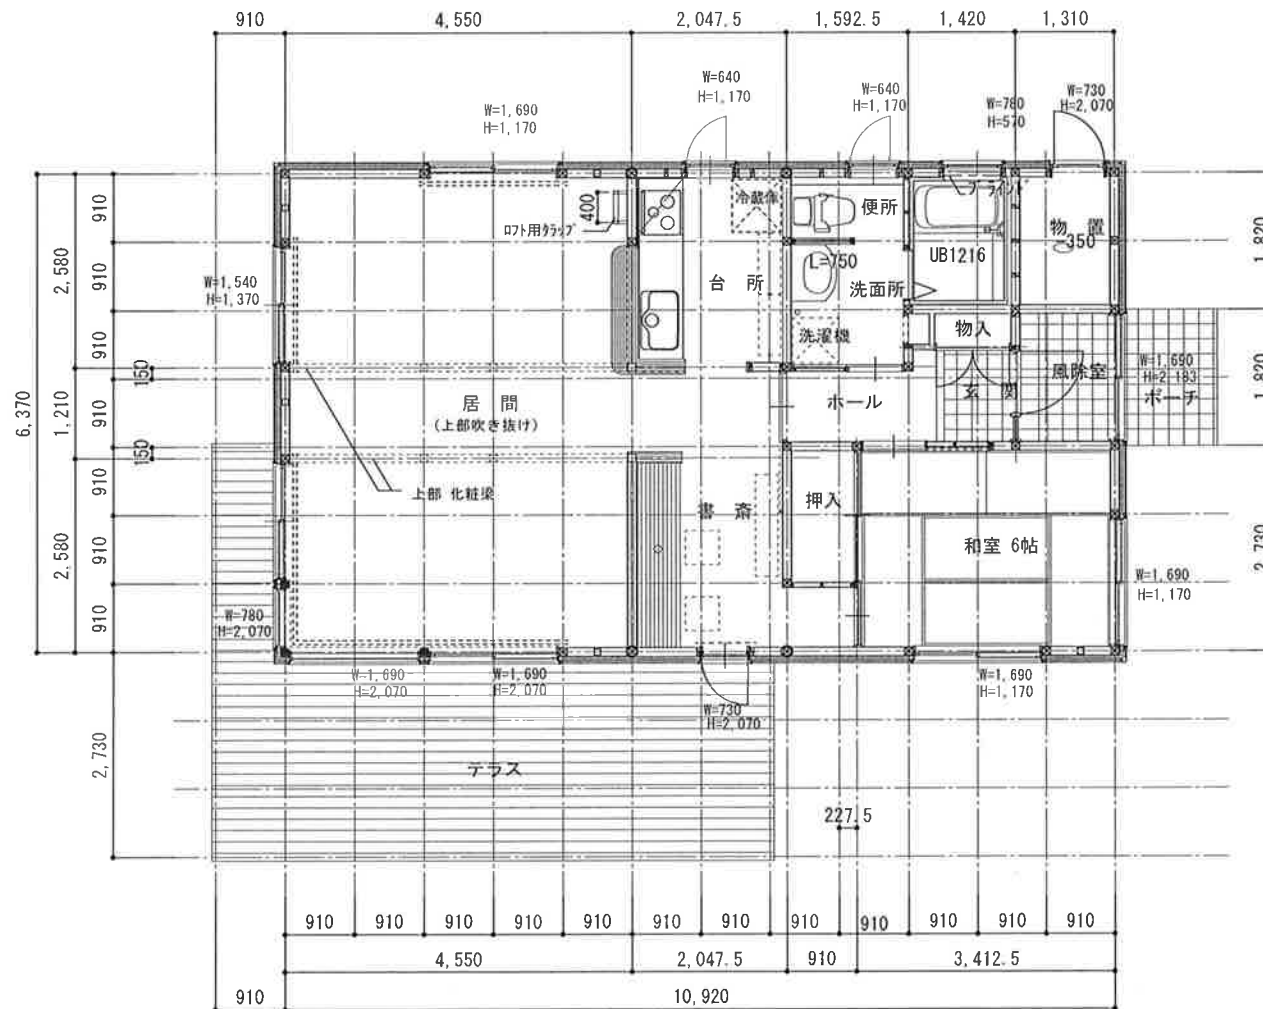 910
4,550
2,047.5
1,592.5
1,420
1,310
W=640
H=1,170
W=640
H=1,170
W=780
H=570
W=730
H=2,070
W=1,690
H=1,170
冷蔵庫
便所
400
ロフト用タラップ
物 置
-350
L=750
UB1216
台 所
洗面所
W=1,540
H=1,370
洗濯機
物入
風除室
W=1,690
H=2,183
ポーチ
玄 関
ホール
居 間
(上部吹き抜け)
上部 化粧梁
書 斎
押入
和室 6帖
W=1,690
H=1,170
W=780
H=2,070
W=1,690
H=2,070
W=1,690
H=2,070
W=730
H=2,070
W=1,690
H=1,170
テラス
227.5
6,370
2,580
150
1,210
150
2,580
910
910
910
910
910
910
910
2,730
1,820
1,820
2,730
910
910
910
910
910
910
910
910
910
910
910
910
4,550
2,047.5
910
3,412.5
910
10,920